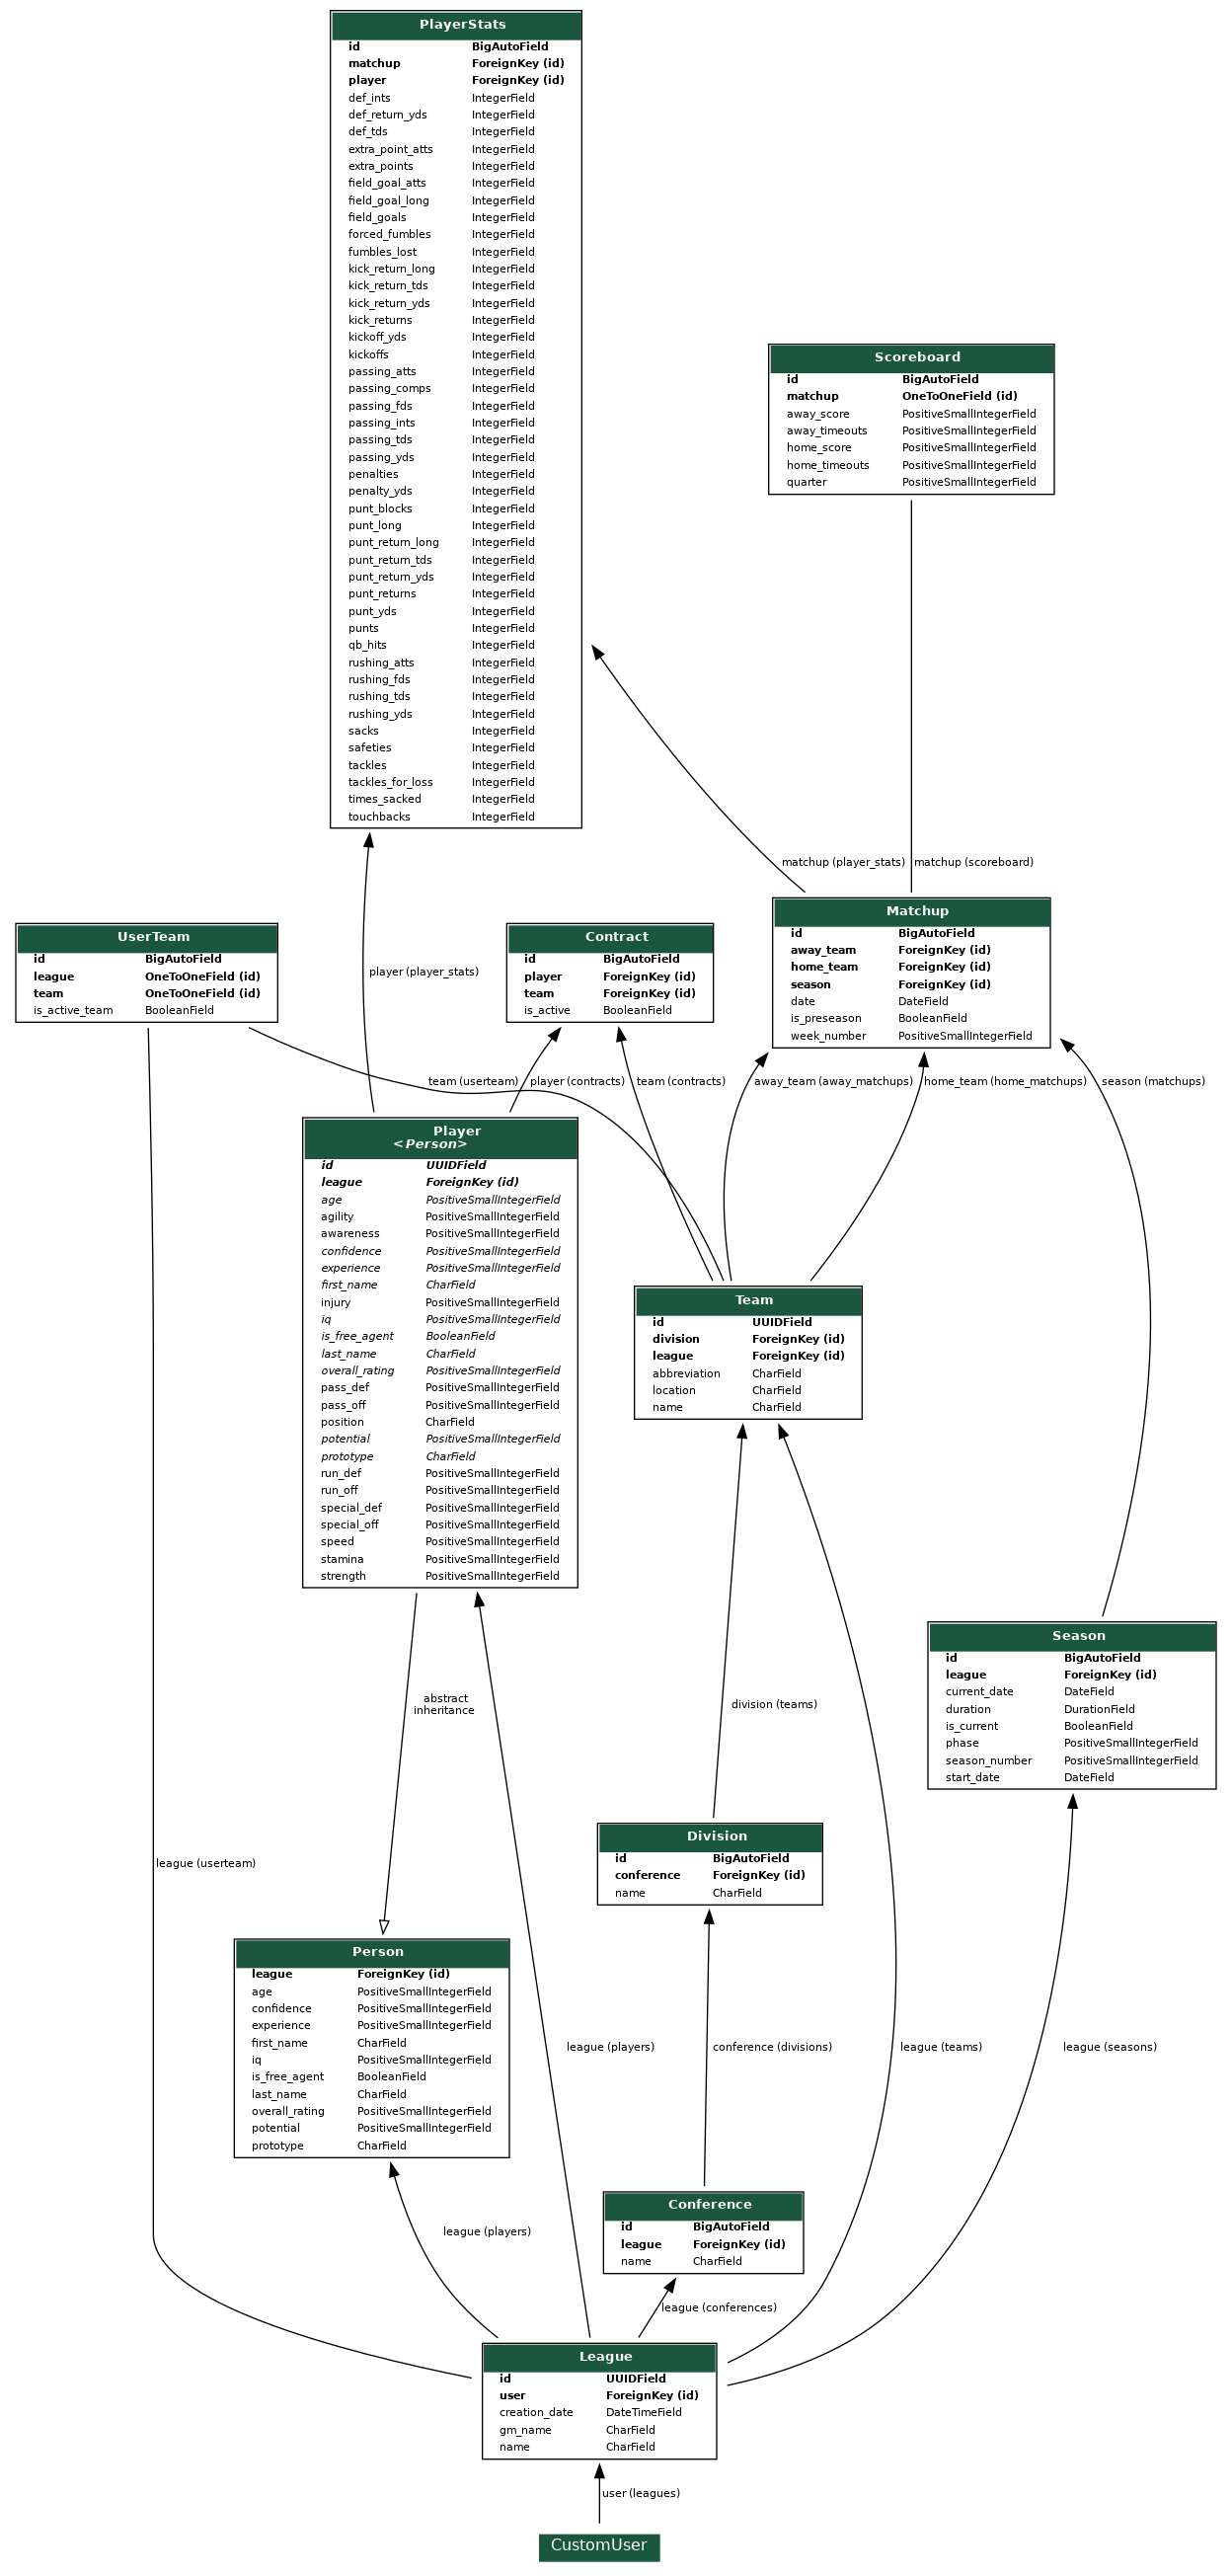 PlayerStats
id BigAutoField
matchup ForeignKey (id)
player ForeignKey (id)
def_ints IntegerField
def_return_yds IntegerField
def_tds IntegerField
extra_point_atts IntegerField
extra_points IntegerField
field_goal_atts IntegerField
field_goal_long IntegerField
field_goals IntegerField
forced_fumbles IntegerField
fumbles_lost IntegerField
kick_return_long IntegerField
kick_return_tds IntegerField
kick_return_yds IntegerField
kick_returns IntegerField
kickoff_yds IntegerField
kickoffs IntegerField
passing_atts IntegerField
passing_comps IntegerField
passing_fds IntegerField
passing_ints IntegerField
passing_tds IntegerField
passing_yds IntegerField
penalties IntegerField
penalty_yds IntegerField
punt_blocks IntegerField
punt_long IntegerField
punt_return_long IntegerField
punt_return_tds IntegerField
punt_return_yds IntegerField
punt_returns IntegerField
punt_yds IntegerField
punts IntegerField
qb_hits IntegerField
rushing_atts IntegerField
rushing_fds IntegerField
rushing_tds IntegerField
rushing_yds IntegerField
sacks IntegerField
safeties IntegerField
tackles IntegerField
tackles_for_loss IntegerField
times_sacked IntegerField
touchbacks IntegerField
Scoreboard
id BigAutoField
matchup OneToOneField (id)
away_score PositiveSmallIntegerField
away_timeouts PositiveSmallIntegerField
home_score PositiveSmallIntegerField
home_timeouts PositiveSmallIntegerField
quarter PositiveSmallIntegerField
matchup (player_stats)
matchup (scoreboard)
UserTeam
id BigAutoField
league OneToOneField (id)
team OneToOneField (id)
is_active_team BooleanField
player (player_stats)
Contract
id BigAutoField
player ForeignKey (id)
team ForeignKey (id)
is_active BooleanField
Matchup
id BigAutoField
away_team ForeignKey (id)
home_team ForeignKey (id)
season ForeignKey (id)
date DateField
is_preseason BooleanField
week_number PositiveSmallIntegerField
team (userteam)
player (contracts)
team (contracts)
away_team (away_matchups)
home_team (home_matchups)
season (matchups)
Player
<Person>
id UUIDField
league ForeignKey (id)
age PositiveSmallIntegerField
agility PositiveSmallIntegerField
awareness PositiveSmallIntegerField
confidence PositiveSmallIntegerField
experience PositiveSmallIntegerField
first_name CharField
injury PositiveSmallIntegerField
iq PositiveSmallIntegerField
is_free_agent BooleanField
last_name CharField
overall_rating PositiveSmallIntegerField
pass_def PositiveSmallIntegerField
pass_off PositiveSmallIntegerField
position CharField
potential PositiveSmallIntegerField
prototype CharField
run_def PositiveSmallIntegerField
run_off PositiveSmallIntegerField
special_def PositiveSmallIntegerField
special_off PositiveSmallIntegerField
speed PositiveSmallIntegerField
stamina PositiveSmallIntegerField
strength PositiveSmallIntegerField
Team
id UUIDField
division ForeignKey (id)
league ForeignKey (id)
abbreviation CharField
location CharField
name CharField
Season
id BigAutoField
league ForeignKey (id)
current_date DateField
duration DurationField
is_current BooleanField
phase PositiveSmallIntegerField
season_number PositiveSmallIntegerField
start_date DateField
abstract
inheritance
division (teams)
Division
id BigAutoField
conference ForeignKey (id)
name CharField
league (userteam)
Person
league ForeignKey (id)
age PositiveSmallIntegerField
confidence PositiveSmallIntegerField
experience PositiveSmallIntegerField
first_name CharField
iq PositiveSmallIntegerField
is_free_agent BooleanField
last_name CharField
overall_rating PositiveSmallIntegerField
potential PositiveSmallIntegerField
prototype CharField
league (players)
conference (divisions)
league (teams)
league (seasons)
league (players)
Conference
id BigAutoField
league ForeignKey (id)
name CharField
league (conferences)
League
id UUIDField
user ForeignKey (id)
creation_date DateTimeField
gm_name CharField
name CharField
user (leagues)
CustomUser